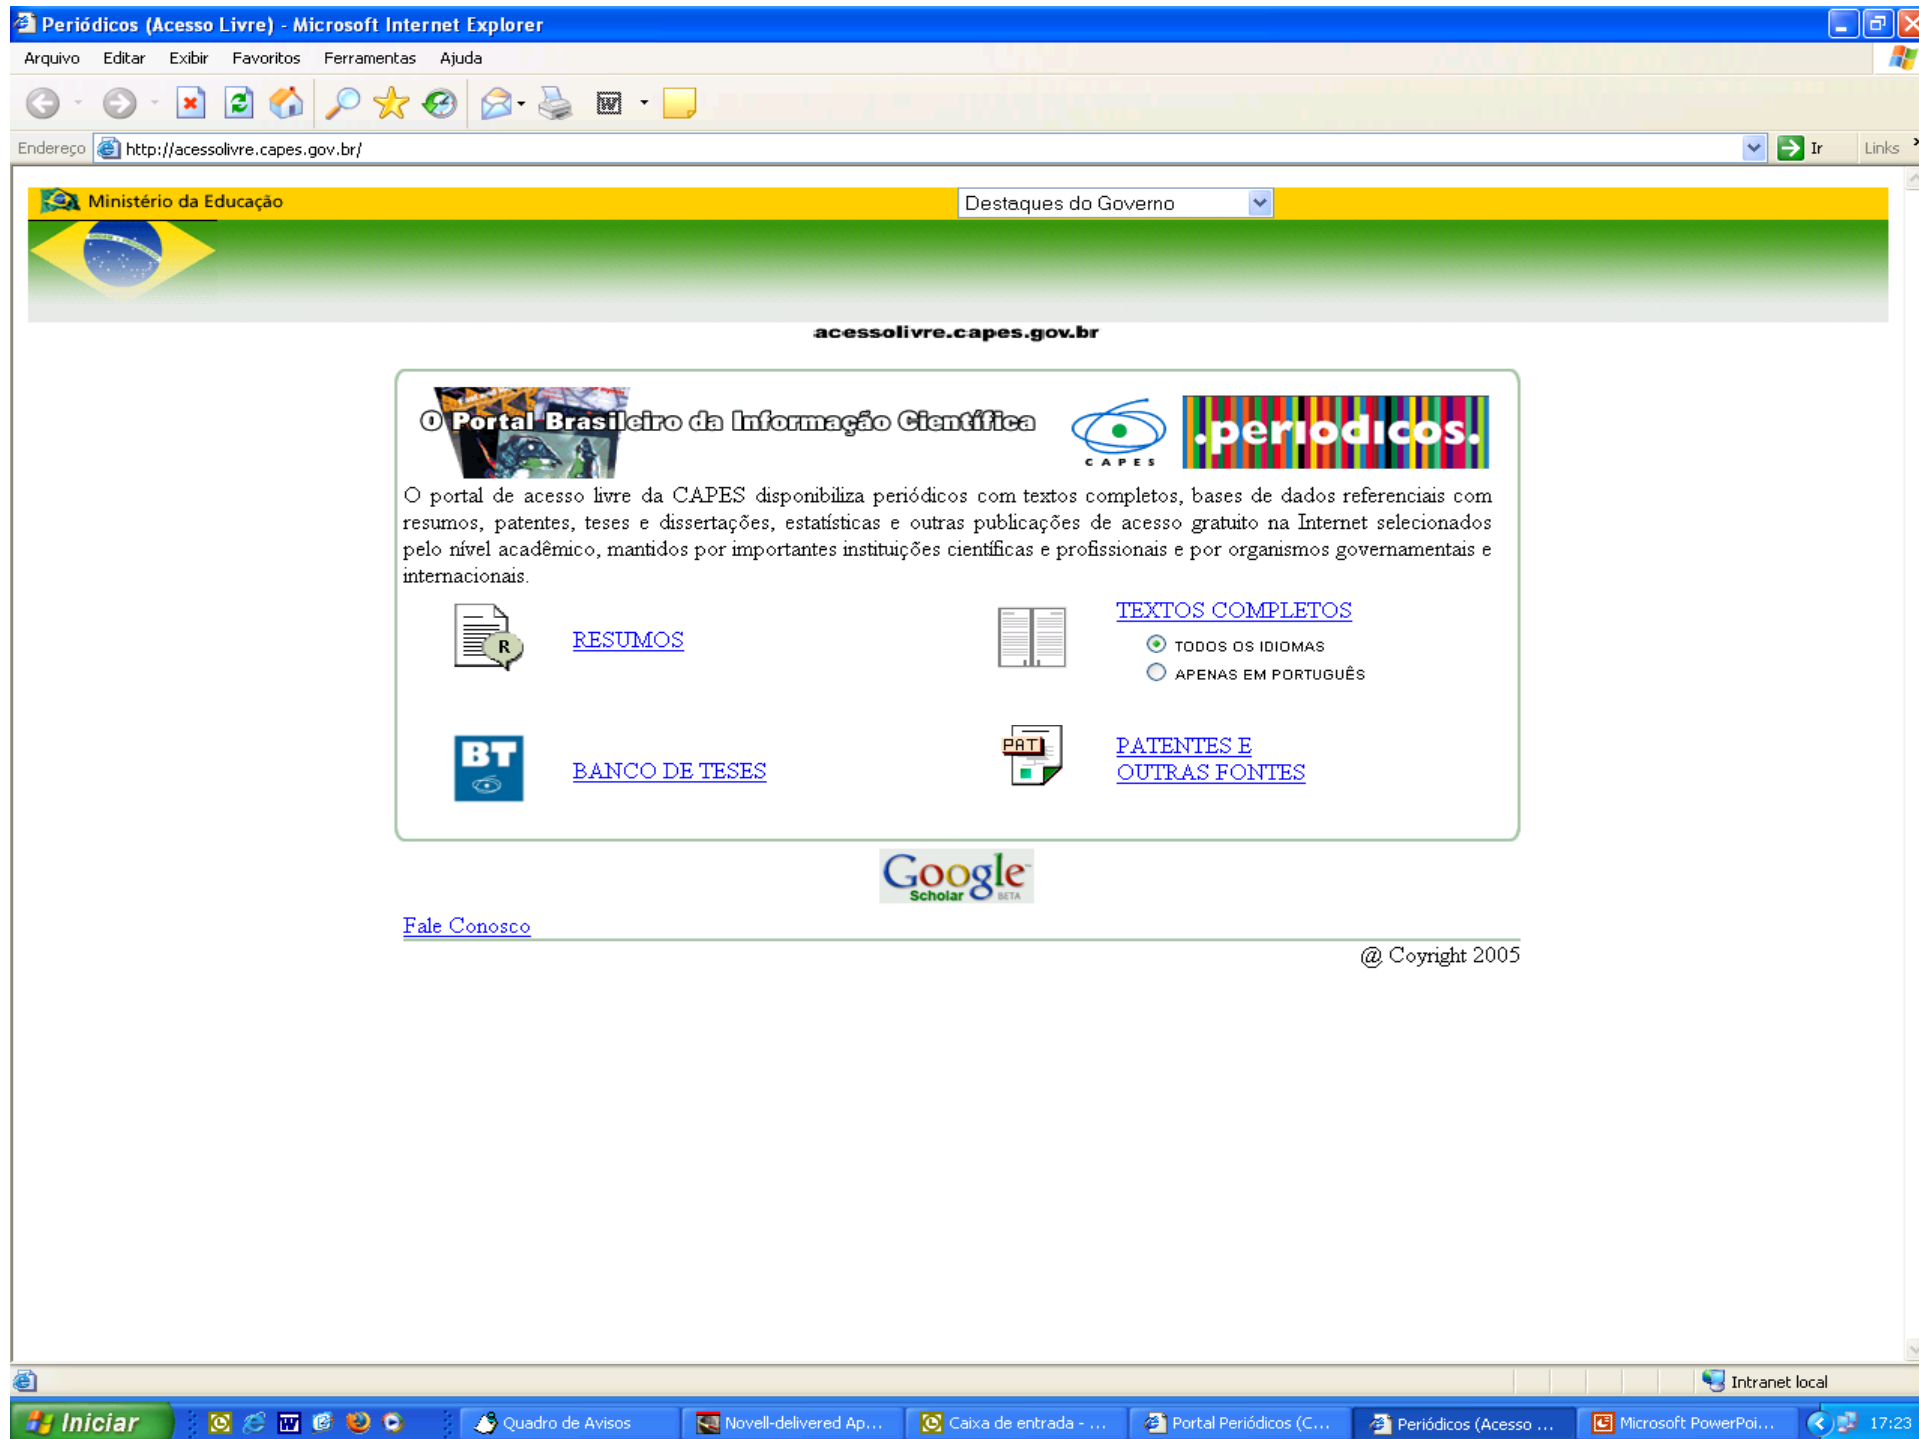 Periódicos (Acesso Livre) - Microsoft Internet Explorer
Arquivo Editar Exibir Favoritos Ferramentas Ajuda
Endereço http://acessolivre.capes.gov.br/ Ir Links
Ministério da Educação Destaques do Governo
acessolivre.capes.gov.br
O Portal Brasileiro da Informação Científica CAPES .periodicos.
O portal de acesso livre da CAPES disponibiliza periódicos com textos completos, bases de dados referenciais com
resumos, patentes, teses e dissertações, estatísticas e outras publicações de acesso gratuito na Internet selecionados
pelo nível acadêmico, mantidos por importantes instituições científicas e profissionais e por organismos governamentais e
internacionais.
R RESUMOS
TEXTOS COMPLETOS
TODOS OS IDIOMAS
APENAS EM PORTUGUÊS
BT BANCO DE TESES
PAT PATENTES E
OUTRAS FONTES
Google
Scholar BETA
Fale Conosco
@ Coyright 2005
Intranet local
Iniciar Quadro de Avisos Novell-delivered Ap... Caixa de entrada - ... Portal Periódicos (C... Periódicos (Acesso ... Microsoft PowerPoi... 17:23